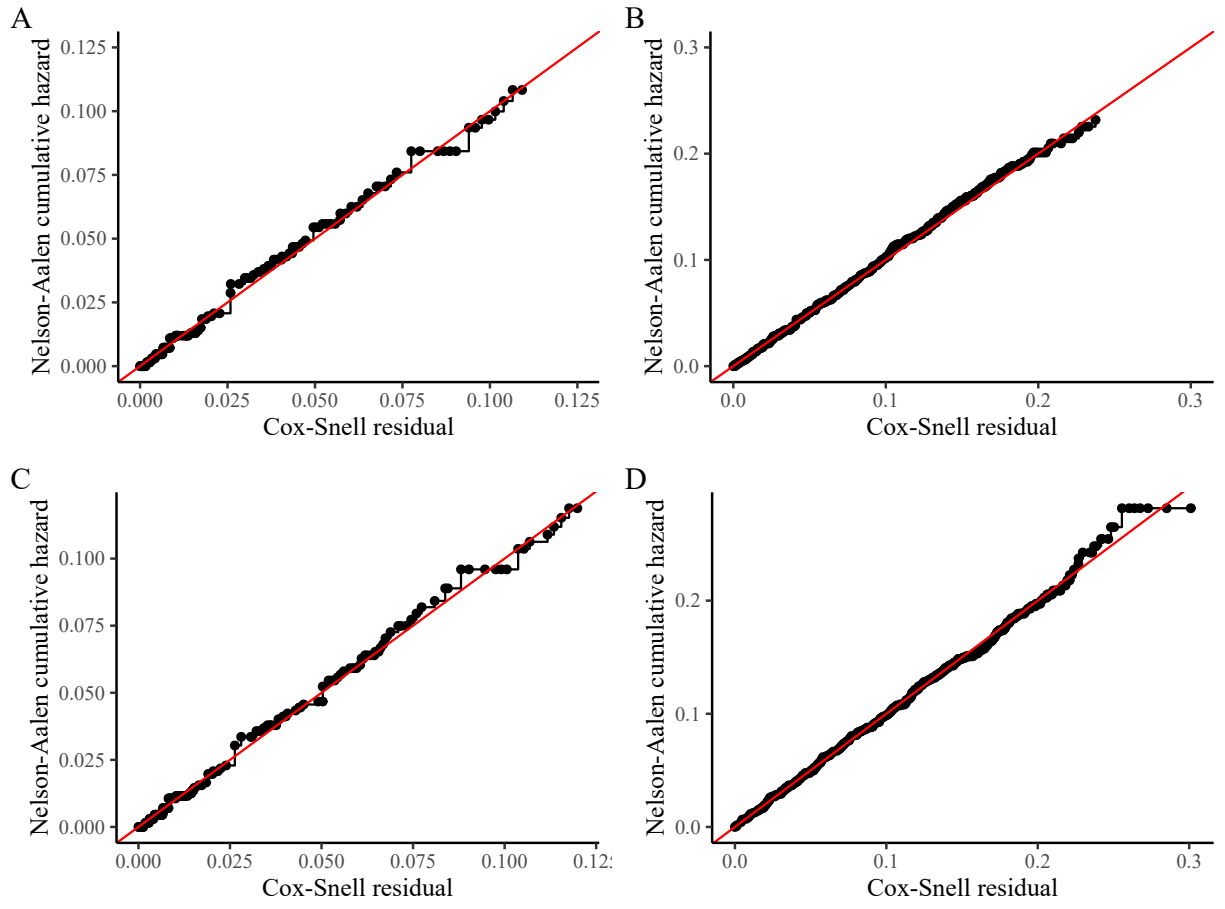 A
Nelson-Aalen cumulative hazard
0.125
0.100
0.075
0.050
0.025
0.000
0.000 0.025 0.050 0.075 0.100 0.125
Cox-Snell residual
B
Nelson-Aalen cumulative hazard
0.3
0.2
0.1
0.0
0.0 0.1 0.2 0.3
Cox-Snell residual
C
Nelson-Aalen cumulative hazard
0.100
0.075
0.050
0.025
0.000
0.000 0.025 0.050 0.075 0.100
Cox-Snell residual
D
Nelson-Aalen cumulative hazard
0.2
0.1
0.0
0.0 0.1 0.2 0.3
Cox-Snell residual